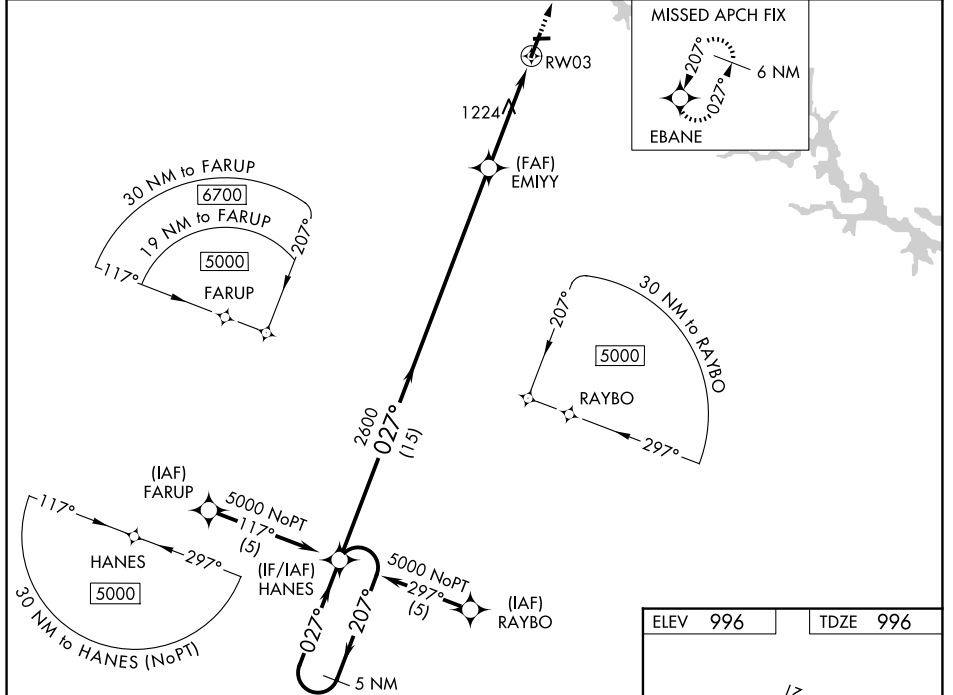 MISSED APCH FIX
207°
027°
6 NM
EBANE
RW03
1224
(FAF)
EMIYY
30 NM to FARUP
6700
19 NM to FARUP
207°
5000
117°
FARUP
30 NM to RAYBO
207°
5000
RAYBO
297°
2600
027°
(15)
(IAF)
FARUP
5000 NoPT
117°
(5)
117°
HANES
297°
5000
30 NM to HANES (NoPT)
(IF/IAF)
HANES
5000 NoPT
297°
(5)
(IAF)
RAYBO
027°
207°
5 NM
ELEV 996
TDZE 996